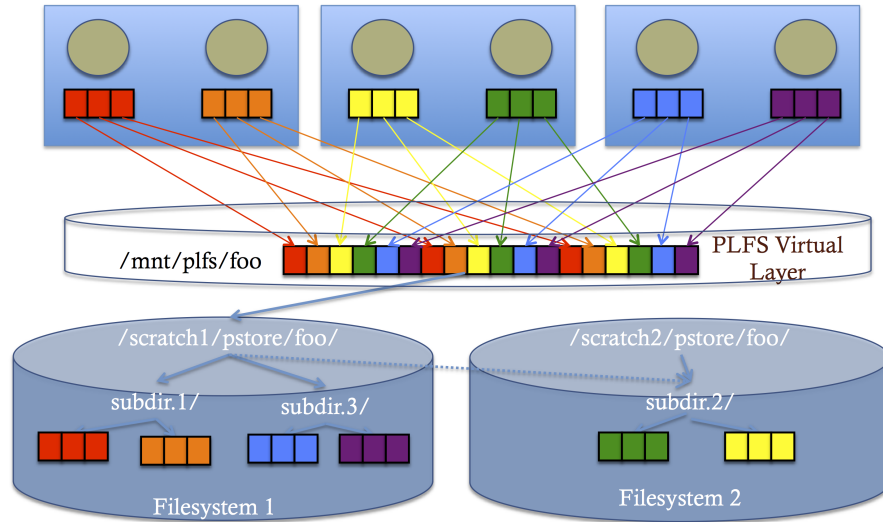 /mnt/plfs/foo
PLFS Virtual
Layer
/scratch1/pstore/foo/
/scratch2/pstore/foo/
subdir.1/
subdir.3/
subdir.2/
Filesystem 1
Filesystem 2